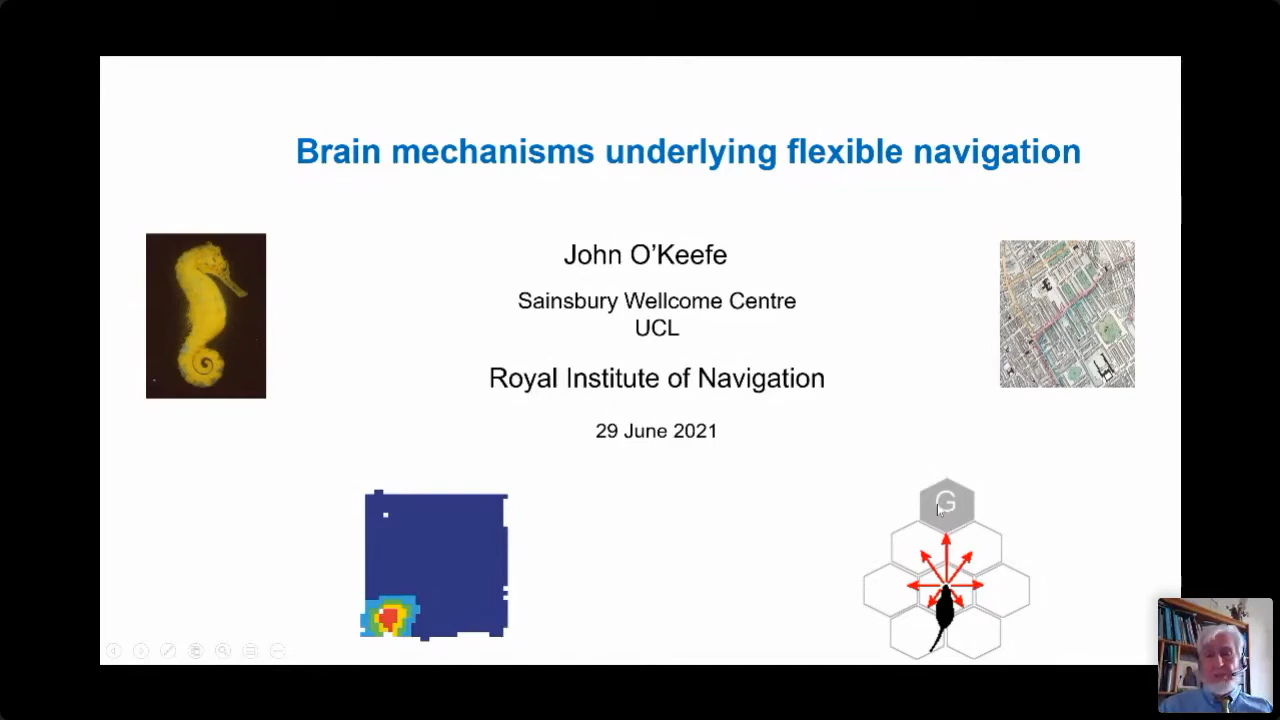 Brain mechanisms underlying flexible navigation
John O'Keefe
Sainsbury Wellcome Centre
UCL
Royal Institute of Navigation
29 June 2021
G